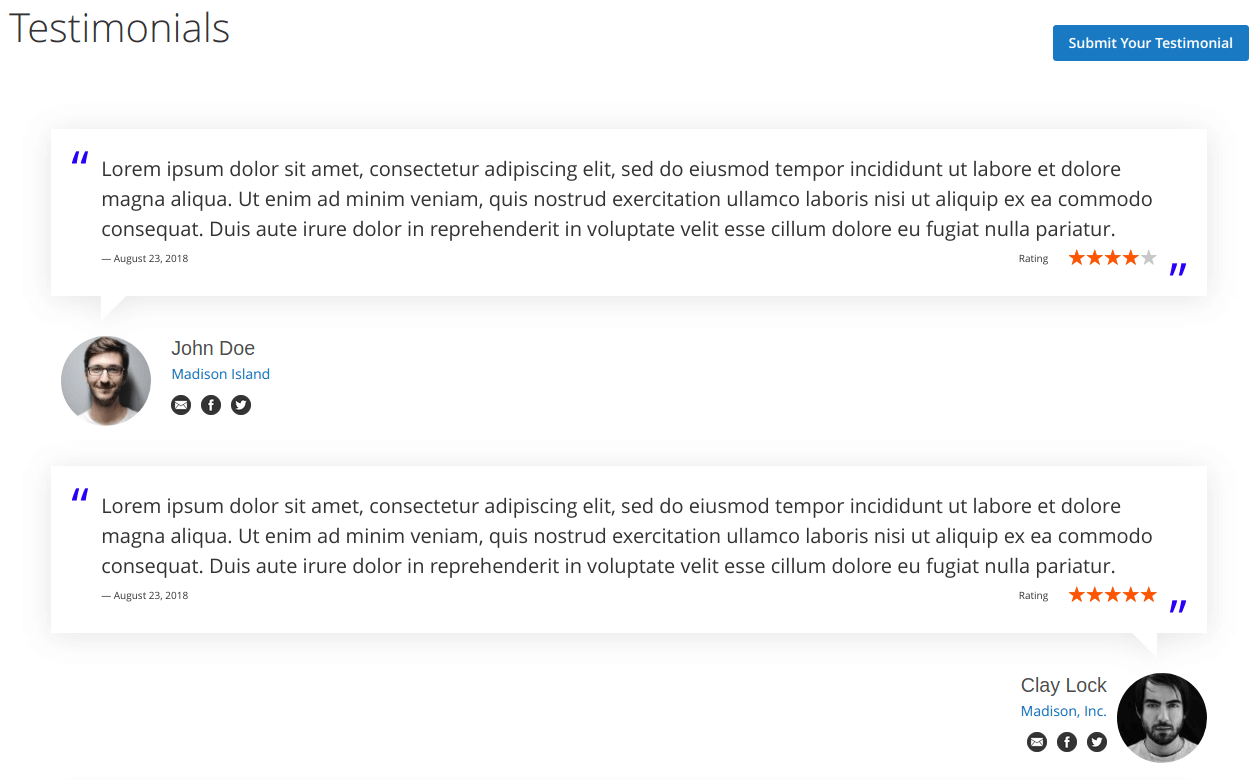 Testimonials
Submit Your Testimonial
“ Lorem ipsum dolor sit amet, consectetur adipiscing elit, sed do eiusmod tempor incididunt ut labore et dolore
magna aliqua. Ut enim ad minim veniam, quis nostrud exercitation ullamco laboris nisi ut aliquip ex ea commodo
consequat. Duis aute irure dolor in reprehenderit in voluptate velit esse cillum dolore eu fugiat nulla pariatur.
— August 23, 2018 Rating ”
John Doe
Madison Island
“ Lorem ipsum dolor sit amet, consectetur adipiscing elit, sed do eiusmod tempor incididunt ut labore et dolore
magna aliqua. Ut enim ad minim veniam, quis nostrud exercitation ullamco laboris nisi ut aliquip ex ea commodo
consequat. Duis aute irure dolor in reprehenderit in voluptate velit esse cillum dolore eu fugiat nulla pariatur.
— August 23, 2018 Rating ”
Clay Lock
Madison, Inc.